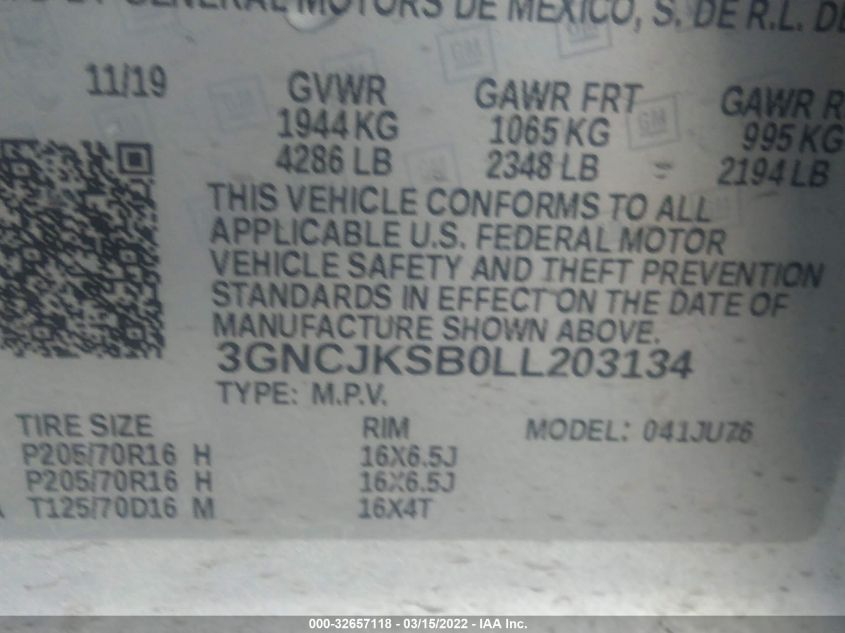 GENERAL MOTORS DE MEXICO, S. DE R.L. DE
11/19 GVWR GAWR FRT GAWR R
1944 KG 1065 KG 995 KG
4286 LB 2348 LB 2194 LB
THIS VEHICLE CONFORMS TO ALL
APPLICABLE U.S. FEDERAL MOTOR
VEHICLE SAFETY AND THEFT PREVENTION
STANDARDS IN EFFECT ON THE DATE OF
MANUFACTURE SHOWN ABOVE.
3GNCJKSB0LL203134
TYPE: M.P.V.
TIRE SIZE RIM MODEL: 041JU76
P205/70R16 H 16X6.5J
P205/70R16 H 16X6.5J
T125/70D16 M 16X4T
000-32657118 - 03/15/2022 - IAA Inc.